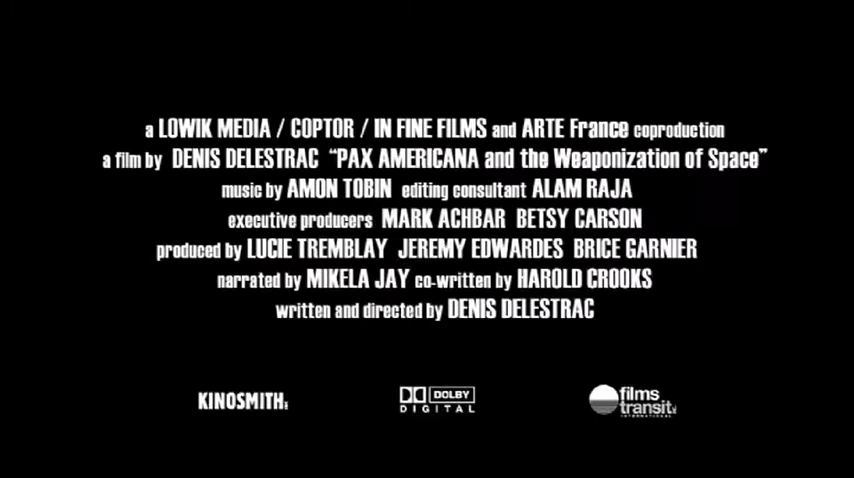 a LOWIK MEDIA / COPTOR / IN FINE FILMS and ARTE France coproduction
a film by DENIS DELESTRAC "PAX AMERICANA and the Weaponization of Space"
music by AMON TOBIN editing consultant ALAM RAJA
executive producers MARK ACHBAR BETSY CARSON
produced by LUCIE TREMBLAY JEREMY EDWARDES BRICE GARNIER
narrated by MIKELA JAY co-written by HAROLD CROOKS
written and directed by DENIS DELESTRAC
KINOSMITH
DOLBY
DIGITAL
films
transit
INTERNATIONAL